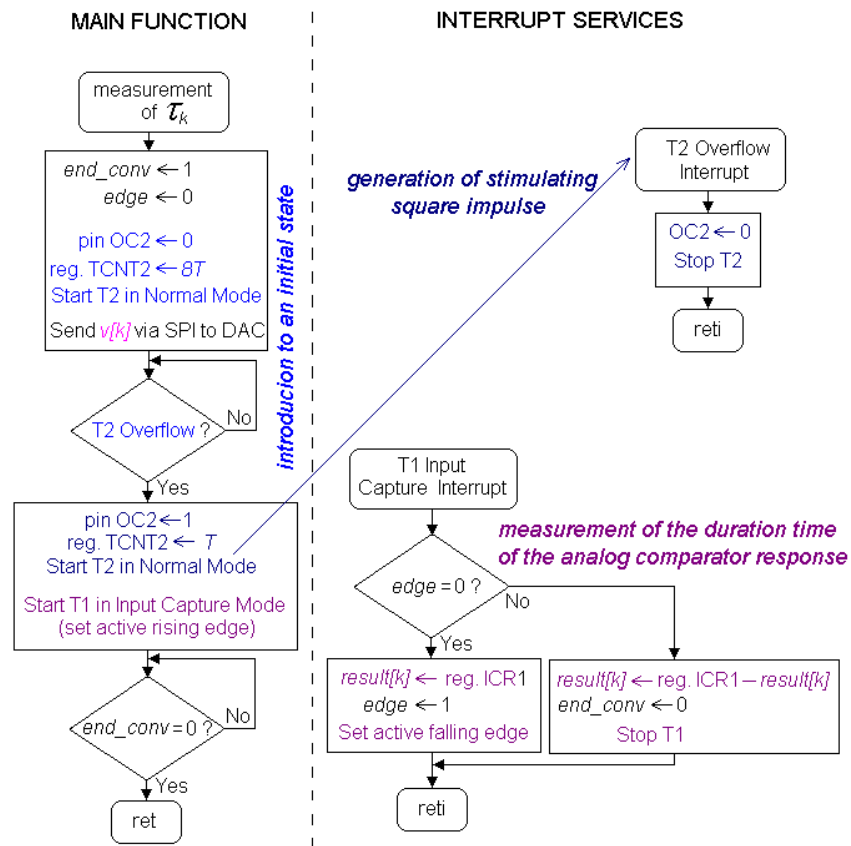 MAIN FUNCTION
measurement
of τk
end_conv ← 1
edge ← 0
pin OC2 ← 0
reg. TCNT2 ← 8T
Start T2 in Normal Mode
Send v[k] via SPI to DAC
T2 Overflow ?
No
Yes
pin OC2 ← 1
reg. TCNT2 ← T
Start T2 in Normal Mode
Start T1 in Input Capture Mode
(set active rising edge)
end_conv = 0 ?
No
Yes
ret
introducion to an initial state
INTERRUPT SERVICES
generation of stimulating
square impulse
T2 Overflow
Interrupt
OC2 ← 0
Stop T2
reti
T1 Input
Capture Interrupt
measurement of the duration time
of the analog comparator response
edge = 0 ?
No
Yes
result[k] ← reg. ICR1
edge ← 1
Set active falling edge
result[k] ← reg. ICR1 – result[k]
end_conv ← 0
Stop T1
reti